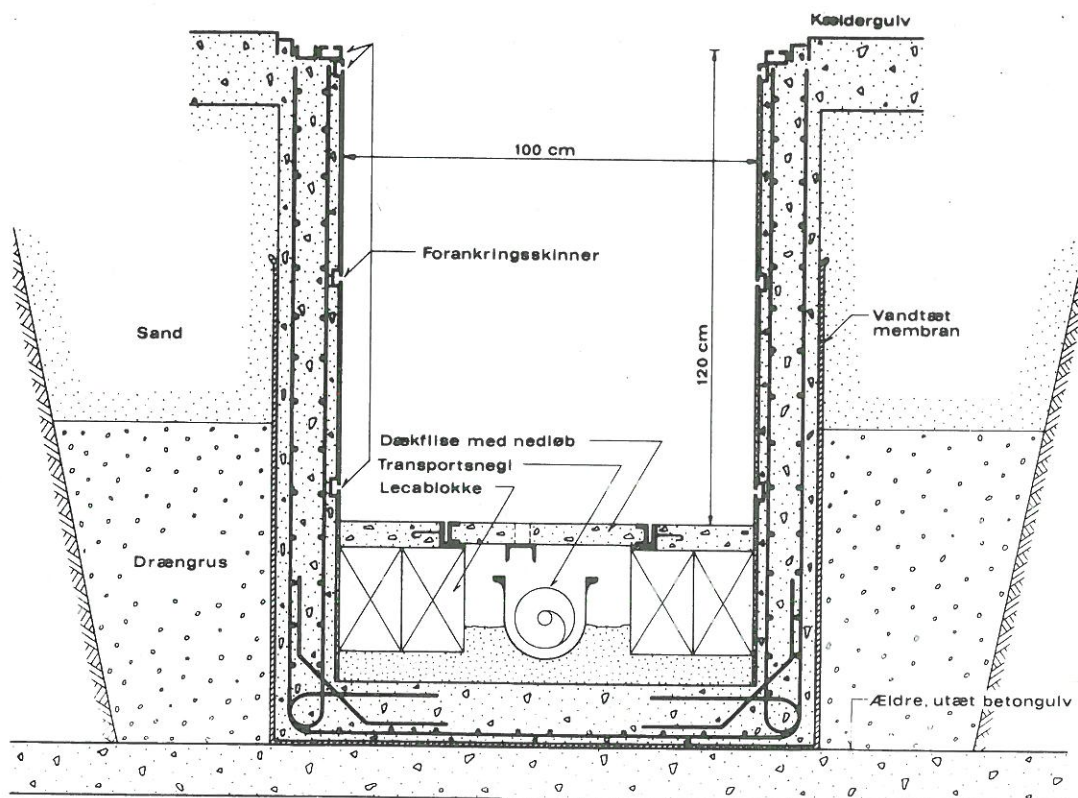 Kældergulv
100 cm
Forankringsskinner
Sand
Vandtæt
membran
120 cm
Dækflise med nedløb
Transportsnegl
Lecablokke
Drængrus
Ældre, utæt betongulv